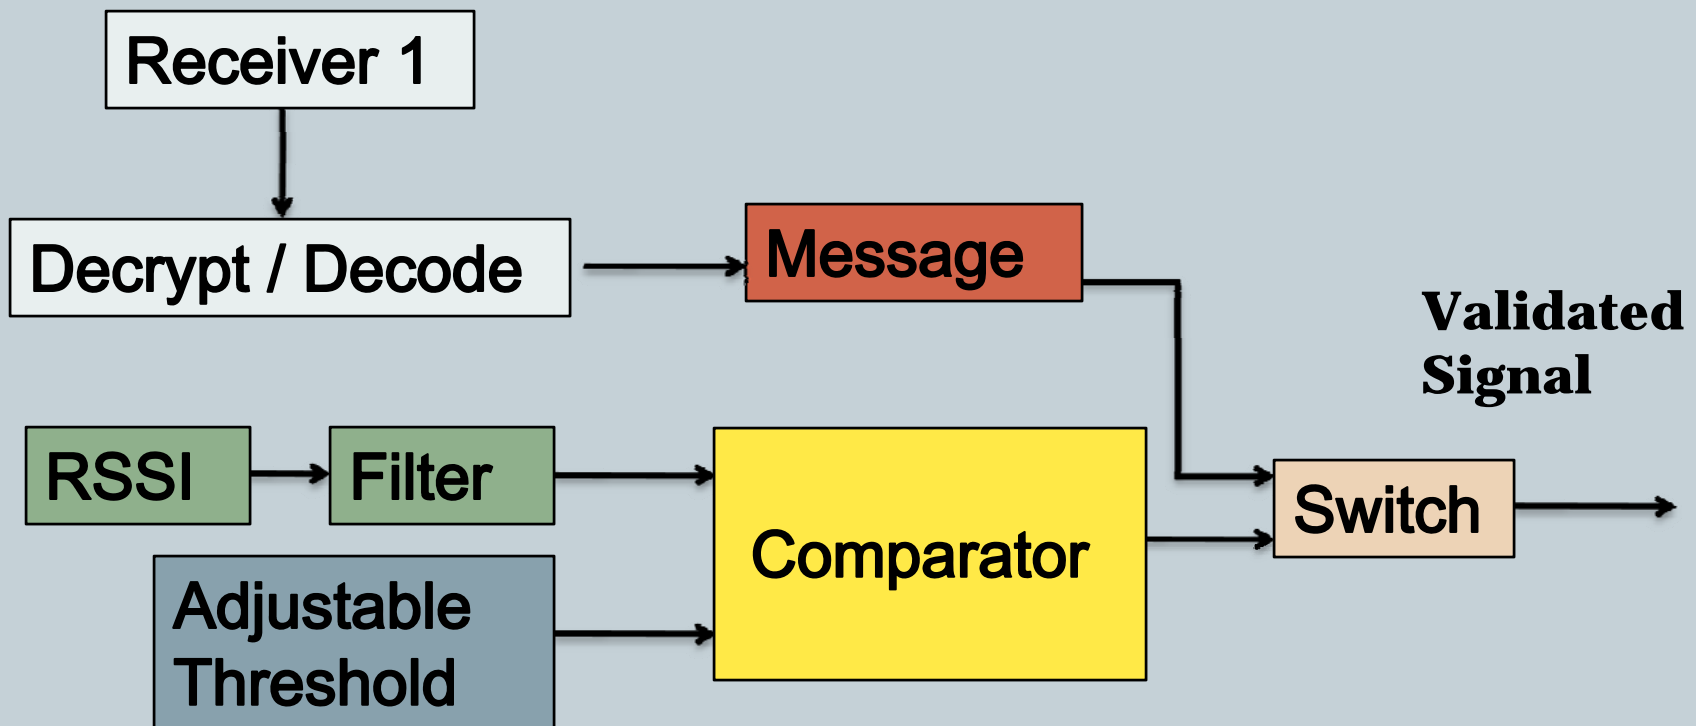 Receiver 1
Decrypt / Decode
Message
Validated
Signal
RSSI
Filter
Comparator
Switch
Adjustable
Threshold